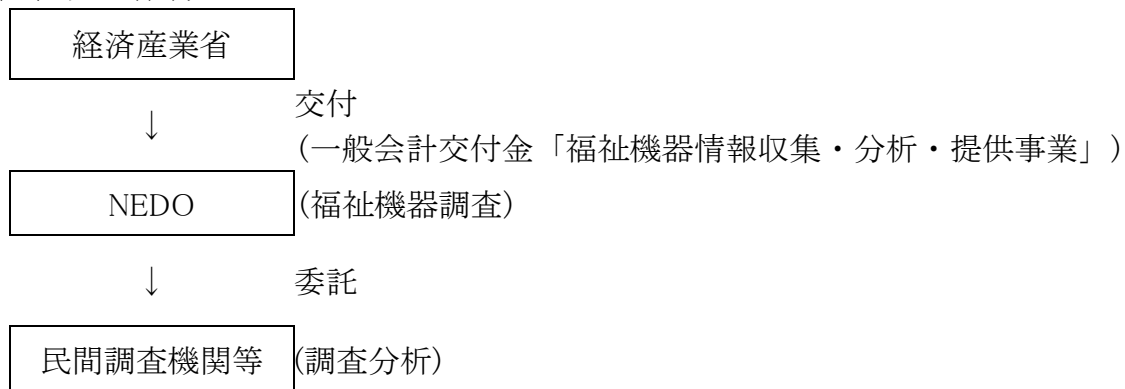 経済産業省
↓
交付
(一般会計交付金「福祉機器情報収集・分析・提供事業」)
NEDO (福祉機器調査)
↓ 委託
民間調査機関等 (調査分析)